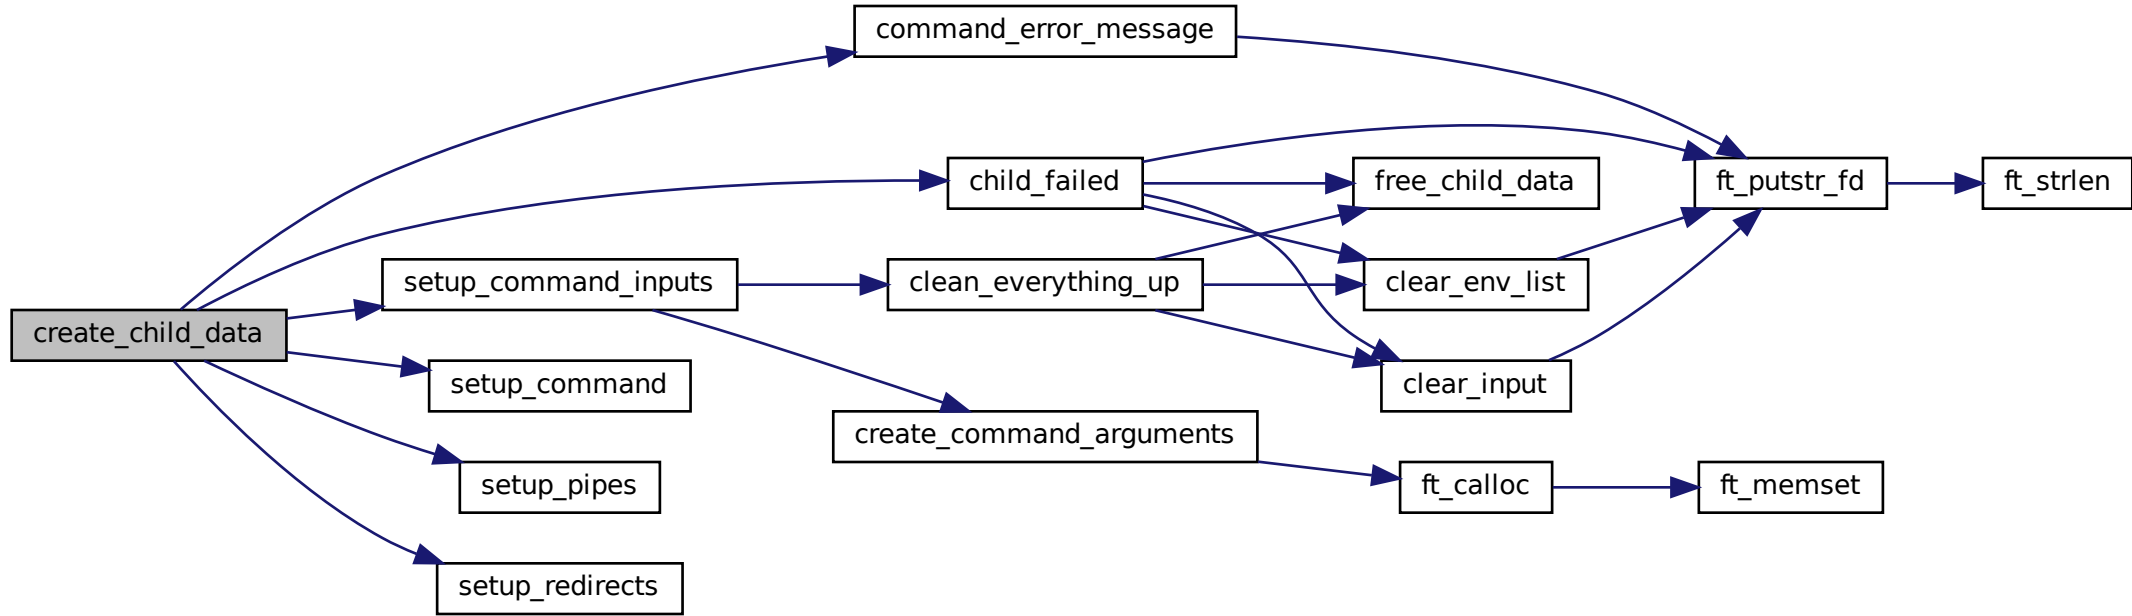 command_error_message
child_failed
free_child_data
ft_putstr_fd
ft_strlen
setup_command_inputs
clean_everything_up
clear_env_list
create_child_data
setup_command
clear_input
create_command_arguments
setup_pipes
ft_calloc
ft_memset
setup_redirects